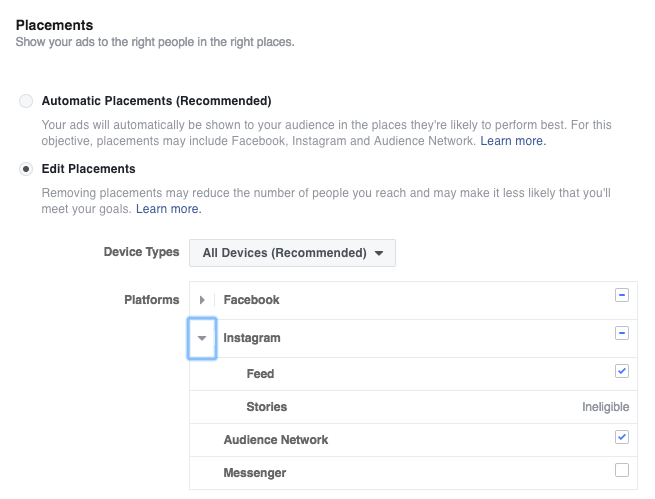 Placements
Show your ads to the right people in the right places.
Automatic Placements (Recommended)
Your ads will automatically be shown to your audience in the places they're likely to perform best. For this
objective, placements may include Facebook, Instagram and Audience Network. Learn more.
Edit Placements
Removing placements may reduce the number of people you reach and may make it less likely that you'll
meet your goals. Learn more.
Device Types All Devices (Recommended)
Platforms Facebook
Instagram
Feed
Stories Ineligible
Audience Network
Messenger